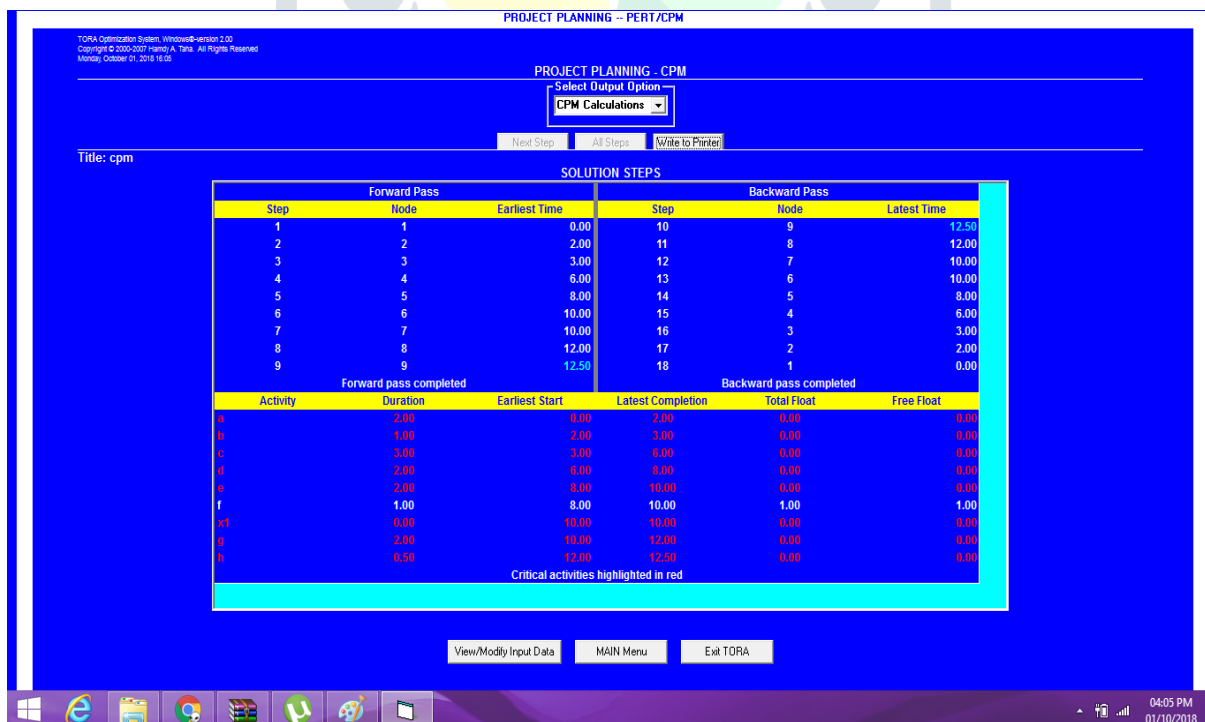 PROJECT PLANNING -- PERT/CPM
TORA Optimization System, Windows®-version 2.00
Copyright © 2000-2007 Hamdy A. Taha. All Rights Reserved
Monday, October 01, 2018 16:05
PROJECT PLANNING - CPM
Select Output Option
CPM Calculations
Next Step All Steps Write to Printer
Title: cpm
SOLUTION STEPS
Forward Pass Backward Pass
Step Node Earliest Time Step Node Latest Time
1 1 0.00 10 9 12.50
2 2 2.00 11 8 12.00
3 3 3.00 12 7 10.00
4 4 6.00 13 6 10.00
5 5 8.00 14 5 8.00
6 6 10.00 15 4 6.00
7 7 10.00 16 3 3.00
8 8 12.00 17 2 2.00
9 9 12.50 18 1 0.00
Forward pass completed Backward pass completed
Activity Duration Earliest Start Latest Completion Total Float Free Float
a 2.00 0.00 2.00 0.00 0.00
b 1.00 2.00 3.00 0.00 0.00
c 3.00 3.00 6.00 0.00 0.00
d 2.00 6.00 8.00 0.00 0.00
e 2.00 8.00 10.00 0.00 0.00
f 1.00 8.00 10.00 1.00 1.00
x1 0.00 10.00 10.00 0.00 0.00
g 2.00 10.00 12.00 0.00 0.00
h 0.50 12.00 12.50 0.00 0.00
Critical activities highlighted in red
View/Modify Input Data MAIN Menu Exit TORA
04:05 PM
01/10/2018